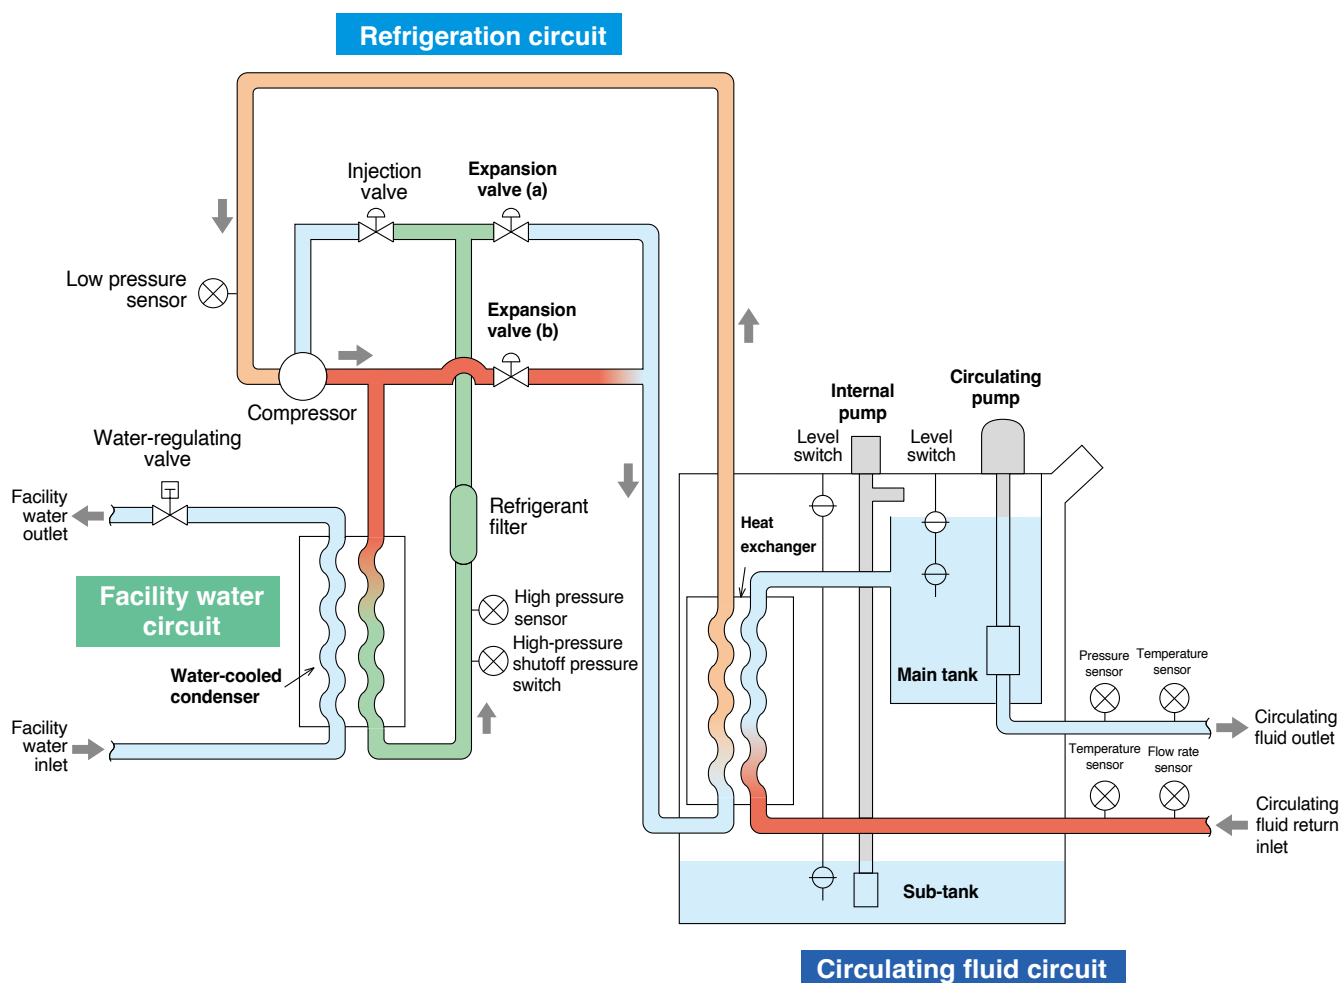 Refrigeration circuit
Injection
valve
Expansion
valve (a)
Low pressure
sensor
Expansion
valve (b)
Compressor
Water-regulating
valve
Facility
water
outlet
Refrigerant
filter
Facility water
circuit
High pressure
sensor
High-pressure
shutoff pressure
switch
Water-cooled
condenser
Facility
water
inlet
Internal
pump
Circulating
pump
Level
switch
Level
switch
Heat
exchanger
Main tank
Pressure
sensor
Temperature
sensor
Circulating
fluid outlet
Temperature
sensor
Flow rate
sensor
Circulating
fluid return
inlet
Sub-tank
Circulating fluid circuit